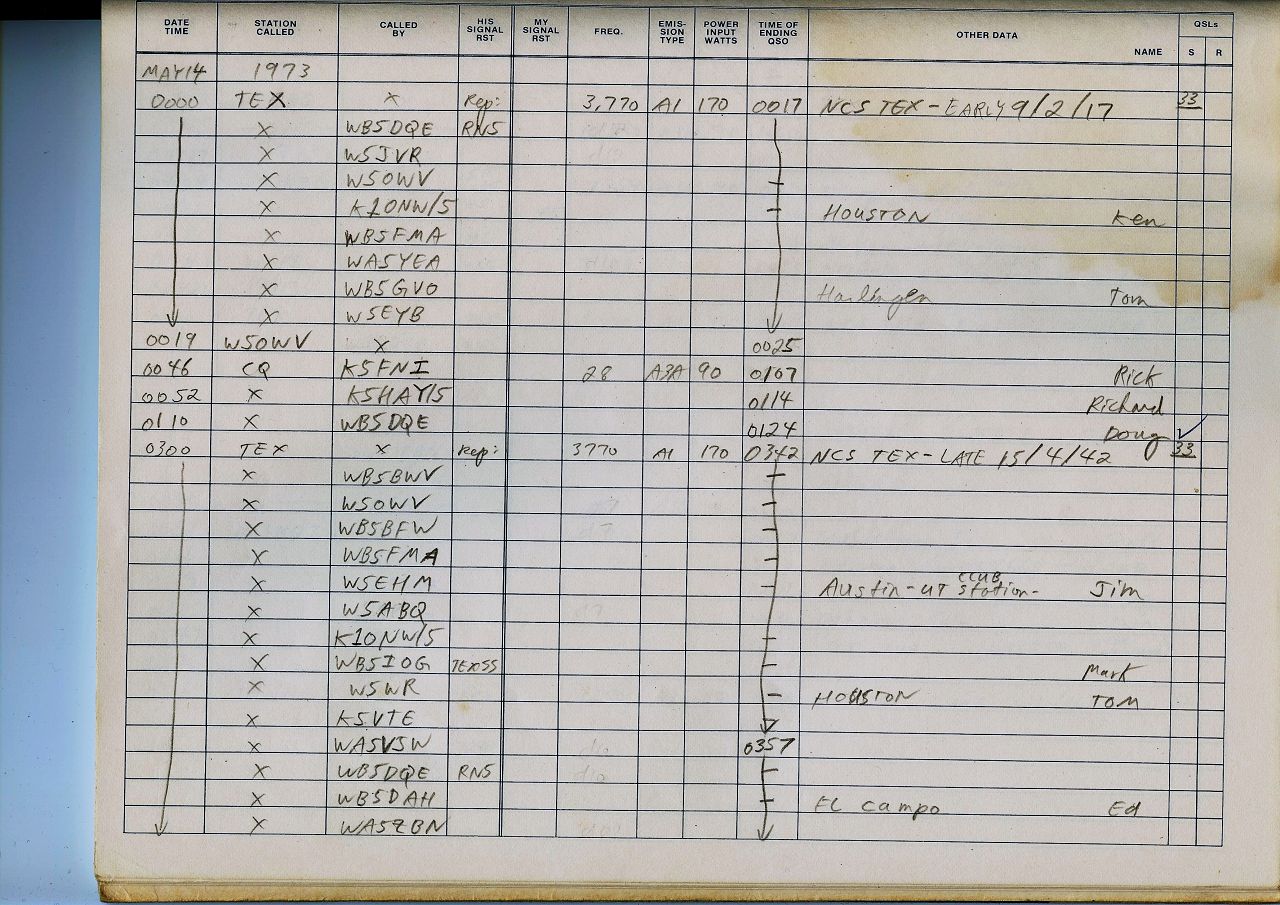 DATE TIME STATION CALLED CALLED BY HIS SIGNAL RST MY SIGNAL RST FREQ. EMIS- SION TYPE POWER INPUT WATTS TIME OF ENDING QSO OTHER DATA NAME QSLs S R
MAY 14 1973
0000 TEX X Rep: 3,770 A1 170 0017 NCS TEX - EARLY 9/2/17 33
X WB5DQE RN5
X W5JVR
X W5OWV
X K1ONW/5 HOUSTON Ken
X WB5FMA
X WA5YEA
X WB5GVO Harlingen Tom
X W5EYB
0019 W5OWV X 0025
0046 CQ K5FNI 28 A3A 90 0107 Rick
0052 X K5HAY/5 0114 Richard
0110 X WB5DQE 0124 Doug ✓
0300 TEX X Rep: 3770 A1 170 0342 NCS TEX - LATE 15/4/42 33
X WB5BWV
X W5OWV
X WB5BFW
X WB5FMA
X W5EHM Austin - UT CLUB station - Jim
X W5ABQ
X K1ONW/5
X WB5IOG TEXSS Mark
X W5WR HOUSTON TOM
X K5VTE
X WA5VJW 0357
X WB5DQE RN5
X WB5DAH EL Campo Ed
X WA5ZBN